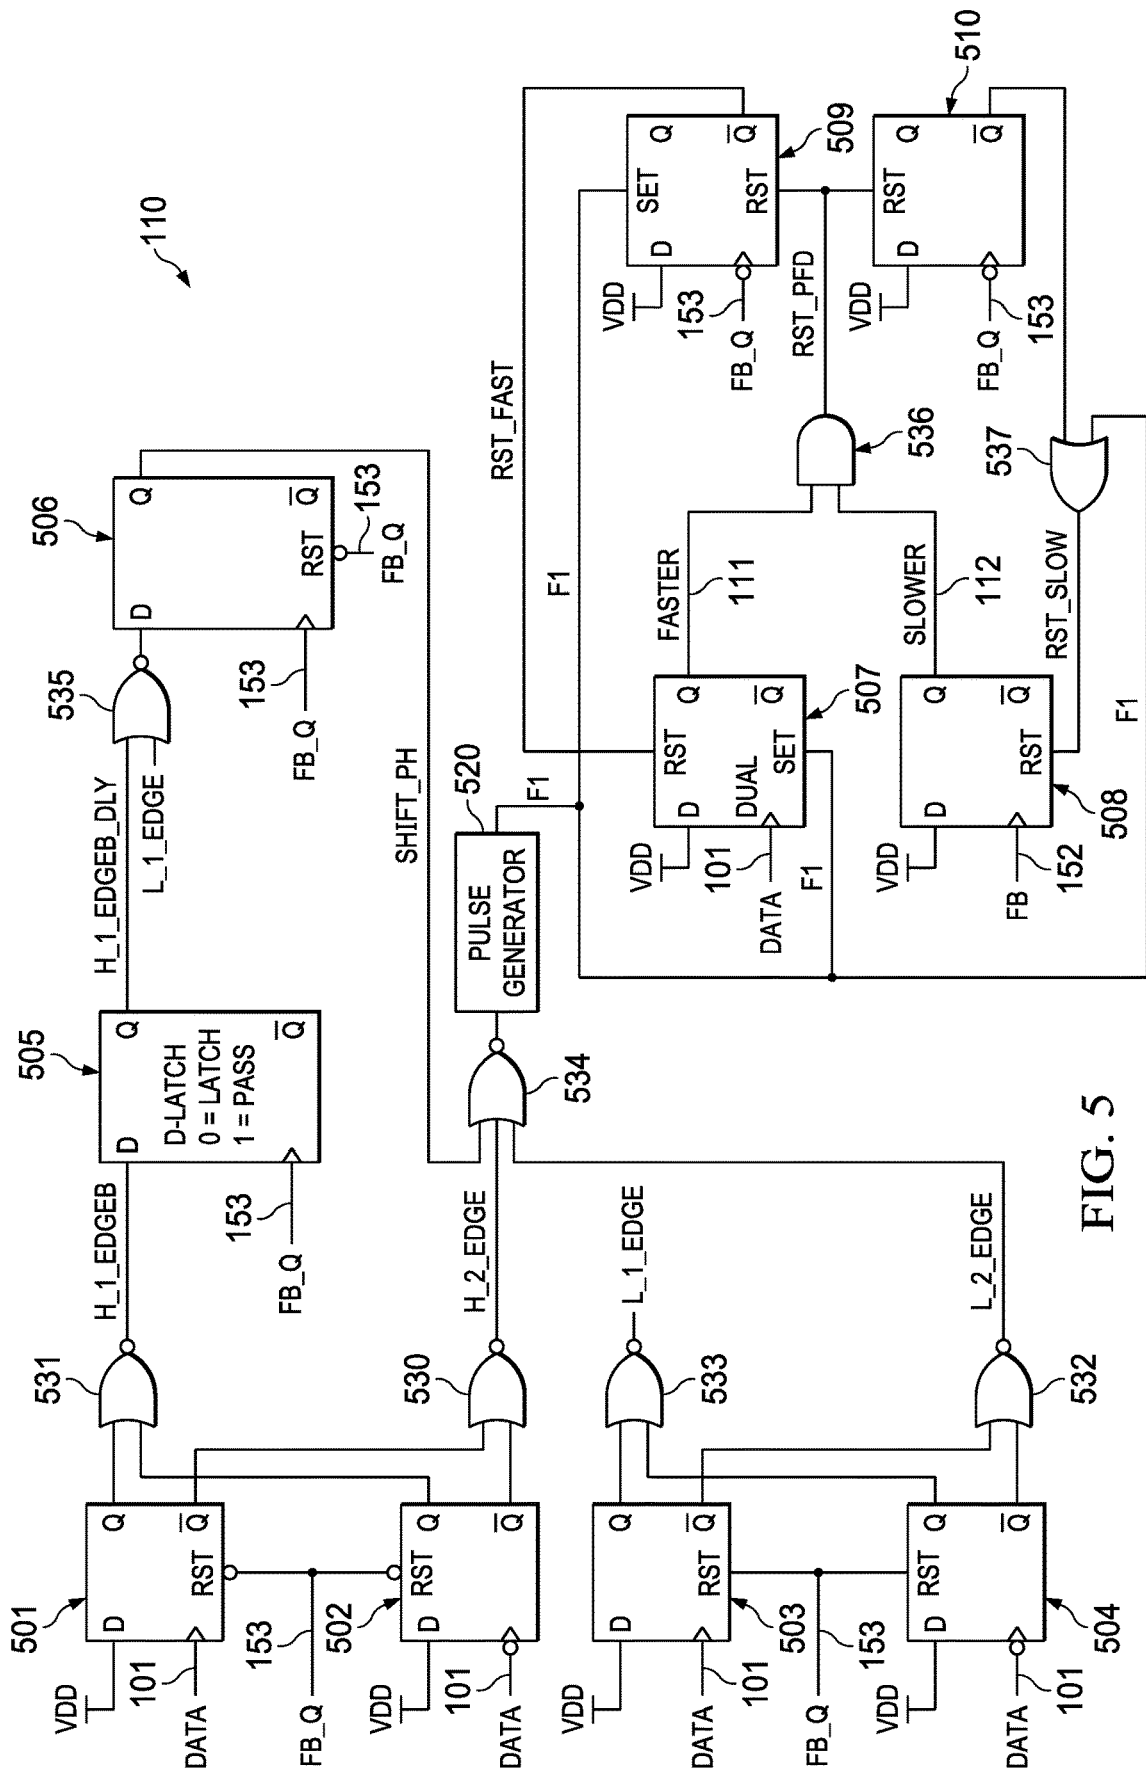 110
501
VDD
D
Q
Q
RST
101
DATA
531
H_1_EDGEB
505
D
Q
D-LATCH
0 = LATCH
1 = PASS
Q
153
FB_Q
H_1_EDGEB_DLY
L_1_EDGE
535
506
D
Q
Q
RST
153
FB_Q
153
FB_Q
SHIFT_PH
153
FB_Q
502
VDD
RST
D
Q
Q
101
DATA
530
H_2_EDGE
534
PULSE
GENERATOR
520
F1
F1
RST_FAST
503
VDD
D
Q
Q
RST
101
DATA
533
L_1_EDGE
153
FB_Q
504
VDD
RST
D
Q
Q
101
DATA
532
L_2_EDGE
VDD
D
RST
Q
DUAL
Q
SET
507
101
DATA
F1
FASTER
111
VDD
D
Q
Q
RST
508
152
FB
SLOWER
112
RST_SLOW
F1
536
537
RST_PFD
VDD
D
SET
Q
Q
RST
509
153
FB_Q
VDD
D
RST
Q
Q
510
153
FB_Q
FIG. 5